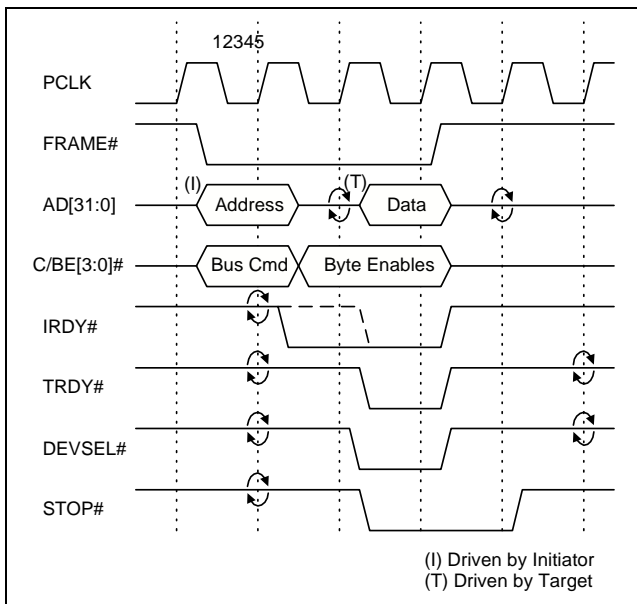 12345
PCLK
FRAME#
(I)
(T)
AD[31:0]
Address
Data
C/BE[3:0]#
Bus Cmd
Byte Enables
IRDY#
TRDY#
DEVSEL#
STOP#
(I) Driven by Initiator
(T) Driven by Target